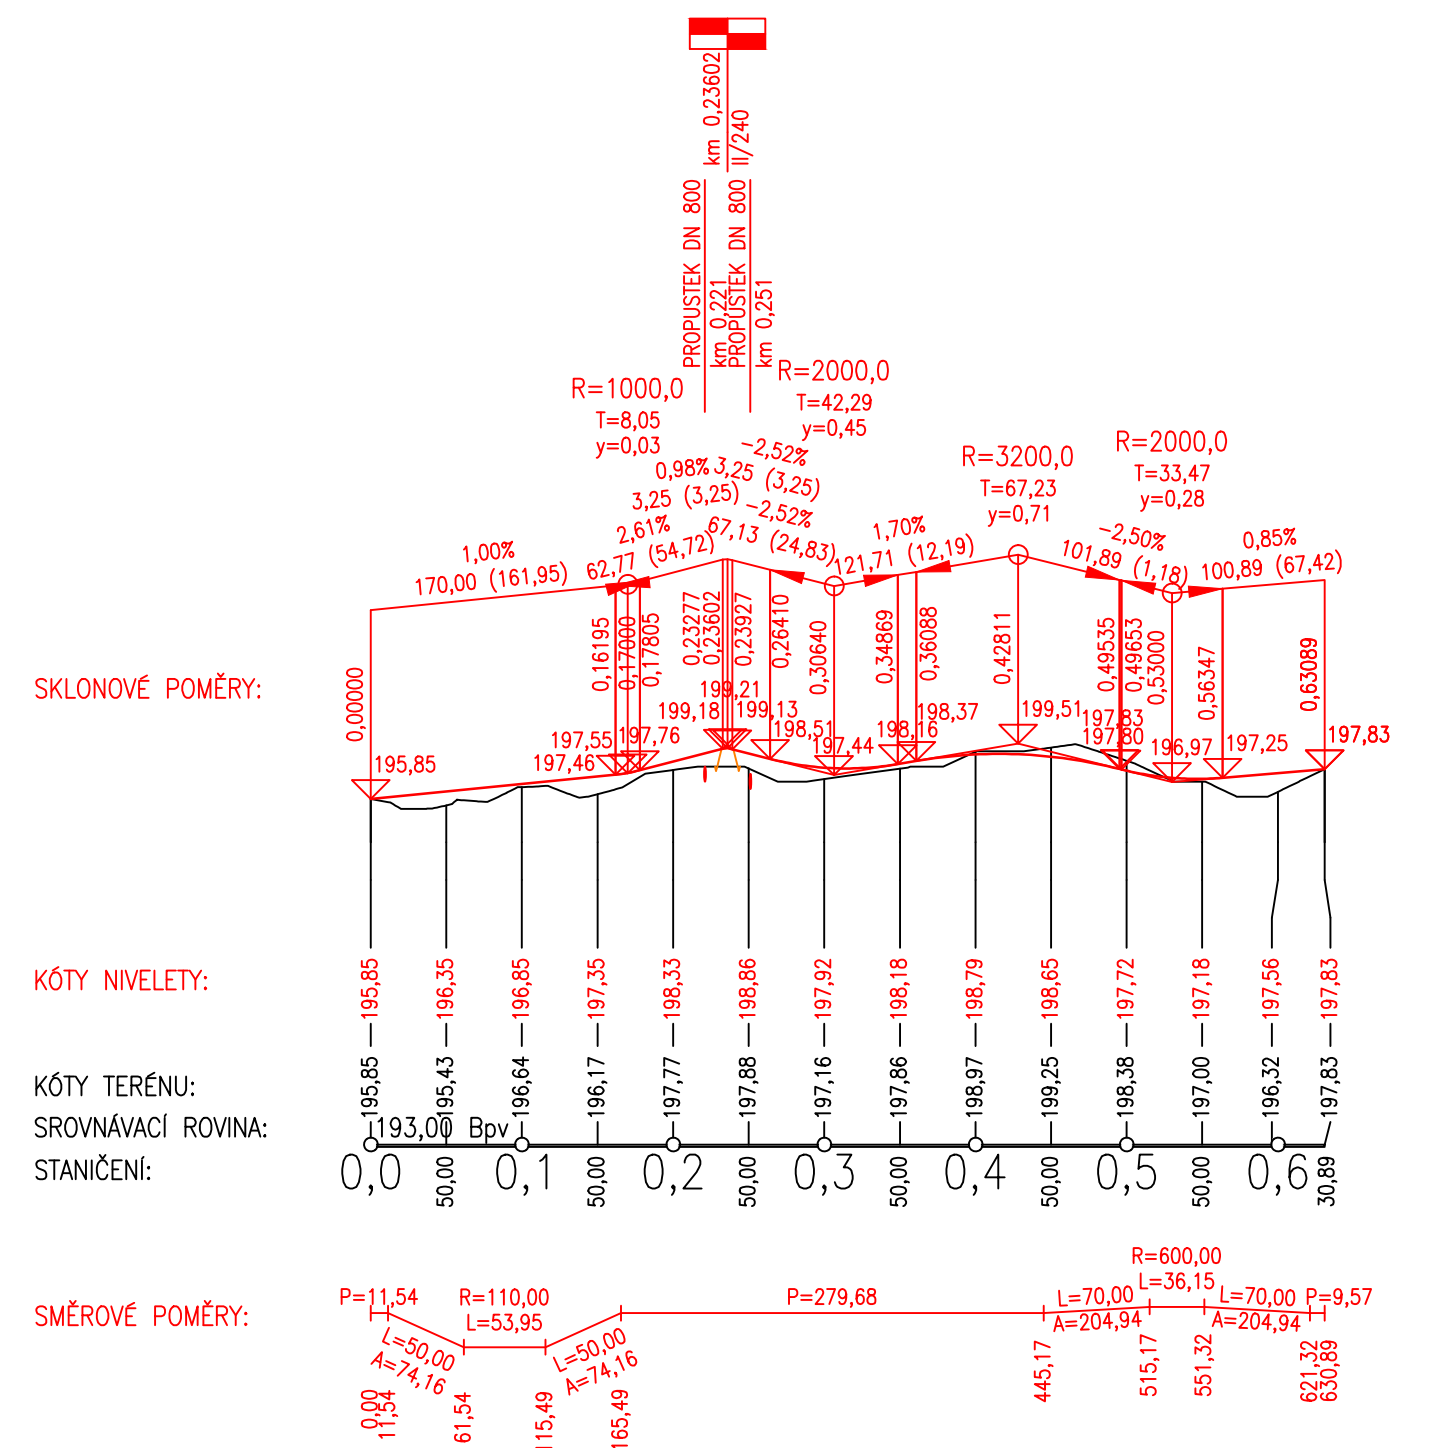 km 0,23602
II/240
PROPUSTEK DN 800
km 0,221
PROPUSTEK DN 800
km 0,251
R=1000,0
T=8,05
y=0,03
R=2000,0
T=42,29
y=0,45
R=3200,0
T=67,23
y=0,71
R=2000,0
T=33,47
y=0,28
1,00%
170,00 (161,95)
2,61%
62,77 (54,72)
0,98%
3,25 (3,25)
-2,52%
3,25 (3,25)
-2,52%
67,13 (24,83)
1,70%
121,71 (12,19)
-2,50%
101,89 (1,18)
0,85%
100,89 (67,42)
SKLONOVÉ POMĚRY:
0,00000
0,16195
0,17000
0,17805
0,23277
0,23602
0,23927
0,26410
0,30640
0,34869
0,36088
0,42811
0,49535
0,49653
0,53000
0,56347
0,63089
195,85
197,46
197,55
197,76
199,18
199,21
199,13
198,51
197,44
198,16
198,37
199,51
197,83
197,80
196,97
197,25
197,83
KÓTY NIVELETY:
195,85
196,35
196,85
197,35
198,33
198,86
197,92
198,18
198,79
198,65
197,72
197,18
197,56
197,83
KÓTY TERÉNU:
195,85
195,43
196,64
196,17
197,77
197,88
197,16
197,86
198,97
199,25
198,38
197,00
196,32
197,83
SROVNÁVACÍ ROVINA:
193,00 Bpv
STANIČENÍ:
0,0
50,00
0,1
50,00
0,2
50,00
0,3
50,00
0,4
50,00
0,5
50,00
0,6
30,89
SMĚROVÉ POMĚRY:
P=11,54
L=50,00
A=74,16
R=110,00
L=53,95
L=50,00
A=74,16
P=279,68
L=70,00
A=204,94
R=600,00
L=36,15
L=70,00
A=204,94
P=9,57
0,00
11,54
61,54
115,49
165,49
445,17
515,17
551,32
621,32
630,89